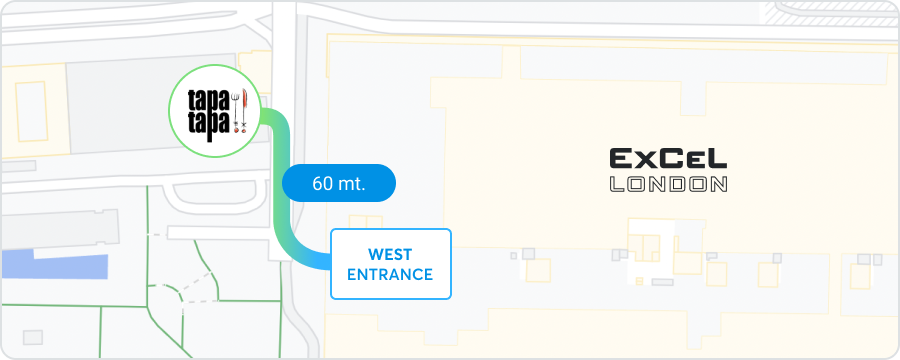 tapa
tapa
60 mt.
ExCeL
LONDON
WEST
ENTRANCE